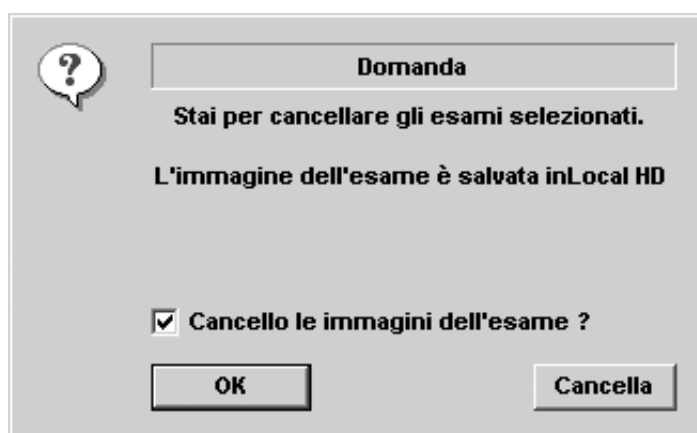 Domanda
Stai per cancellare gli esami selezionati.
L'immagine dell'esame è salvata inLocal HD
Cancello le immagini dell'esame ?
OK
Cancella